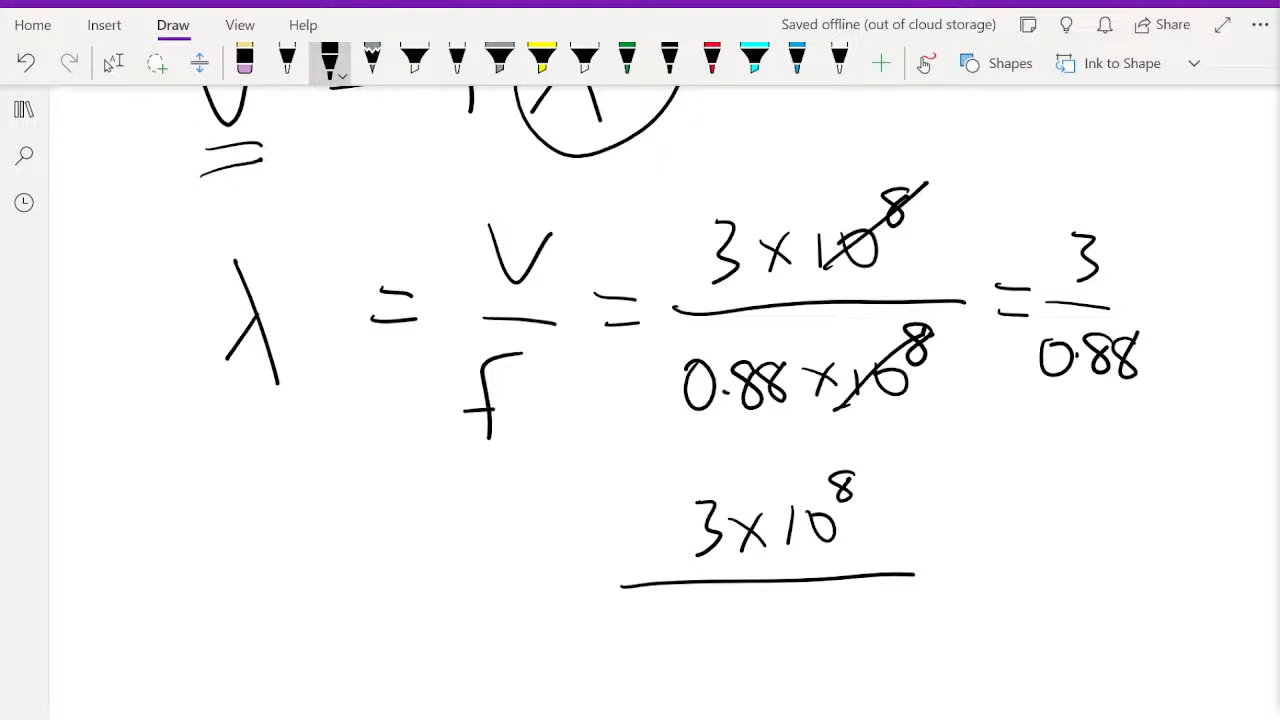 Home Insert Draw View Help Saved offline (out of cloud storage) Share
Shapes Ink to Shape
V = fλ
λ = V/f = 3 × 10⁸ / 0.88 × 10⁸ = 3 / 0.88
3 × 10⁸